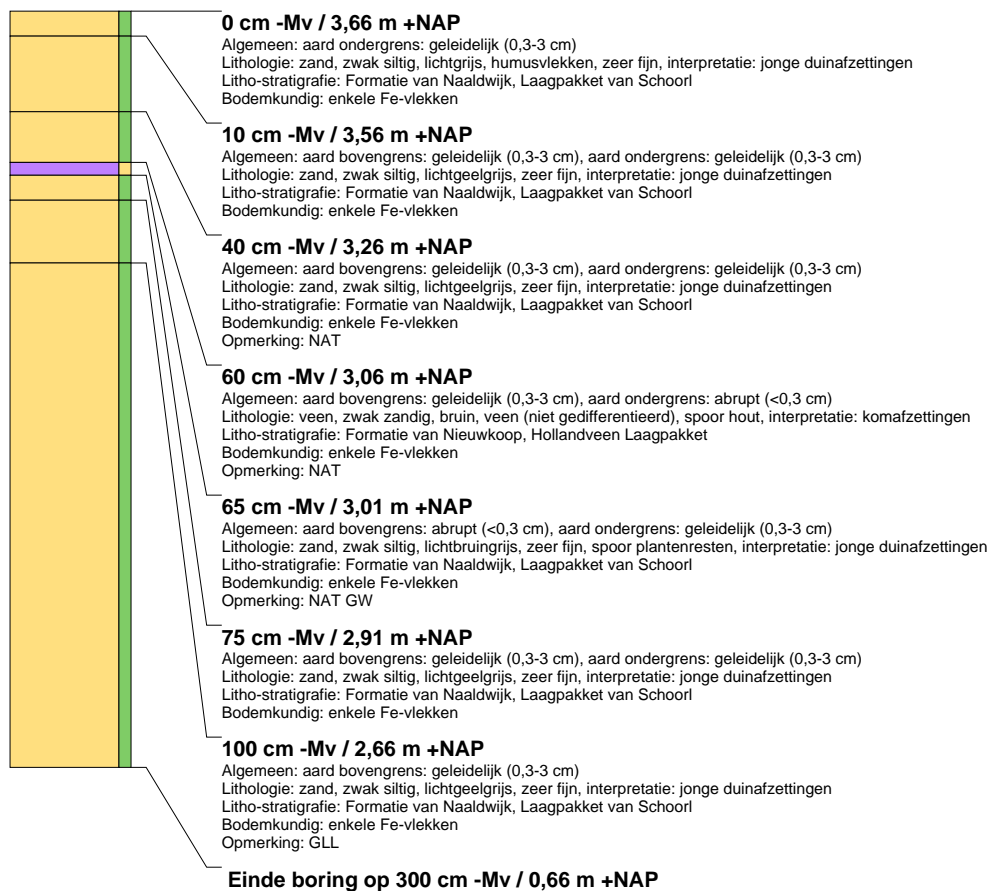 0 cm -Mv / 3,66 m +NAP
Algemeen: aard ondergrens: geleidelijk (0,3-3 cm)
Lithologie: zand, zwak siltig, lichtgrijs, humusvlekken, zeer fijn, interpretatie: jonge duinafzettingen
Litho-stratigrafie: Formatie van Naaldwijk, Laagpakket van Schoorl
Bodemkundig: enkele Fe-vlekken
10 cm -Mv / 3,56 m +NAP
Algemeen: aard bovengrens: geleidelijk (0,3-3 cm), aard ondergrens: geleidelijk (0,3-3 cm)
Lithologie: zand, zwak siltig, lichtgeelgrijs, zeer fijn, interpretatie: jonge duinafzettingen
Litho-stratigrafie: Formatie van Naaldwijk, Laagpakket van Schoorl
Bodemkundig: enkele Fe-vlekken
40 cm -Mv / 3,26 m +NAP
Algemeen: aard bovengrens: geleidelijk (0,3-3 cm), aard ondergrens: geleidelijk (0,3-3 cm)
Lithologie: zand, zwak siltig, lichtgeelgrijs, zeer fijn, interpretatie: jonge duinafzettingen
Litho-stratigrafie: Formatie van Naaldwijk, Laagpakket van Schoorl
Bodemkundig: enkele Fe-vlekken
Opmerking: NAT
60 cm -Mv / 3,06 m +NAP
Algemeen: aard bovengrens: geleidelijk (0,3-3 cm), aard ondergrens: abrupt (<0,3 cm)
Lithologie: veen, zwak zandig, bruin, veen (niet gedifferentieerd), spoor hout, interpretatie: komafzettingen
Litho-stratigrafie: Formatie van Nieuwkoop, Hollandveen Laagpakket
Bodemkundig: enkele Fe-vlekken
Opmerking: NAT
65 cm -Mv / 3,01 m +NAP
Algemeen: aard bovengrens: abrupt (<0,3 cm), aard ondergrens: geleidelijk (0,3-3 cm)
Lithologie: zand, zwak siltig, lichtbruingrijs, zeer fijn, spoor plantenresten, interpretatie: jonge duinafzettingen
Litho-stratigrafie: Formatie van Naaldwijk, Laagpakket van Schoorl
Bodemkundig: enkele Fe-vlekken
Opmerking: NAT GW
75 cm -Mv / 2,91 m +NAP
Algemeen: aard bovengrens: geleidelijk (0,3-3 cm), aard ondergrens: geleidelijk (0,3-3 cm)
Lithologie: zand, zwak siltig, lichtgeelgrijs, zeer fijn, interpretatie: jonge duinafzettingen
Litho-stratigrafie: Formatie van Naaldwijk, Laagpakket van Schoorl
Bodemkundig: enkele Fe-vlekken
100 cm -Mv / 2,66 m +NAP
Algemeen: aard bovengrens: geleidelijk (0,3-3 cm)
Lithologie: zand, zwak siltig, lichtgeelgrijs, zeer fijn, interpretatie: jonge duinafzettingen
Litho-stratigrafie: Formatie van Naaldwijk, Laagpakket van Schoorl
Bodemkundig: enkele Fe-vlekken
Opmerking: GLL
Einde boring op 300 cm -Mv / 0,66 m +NAP